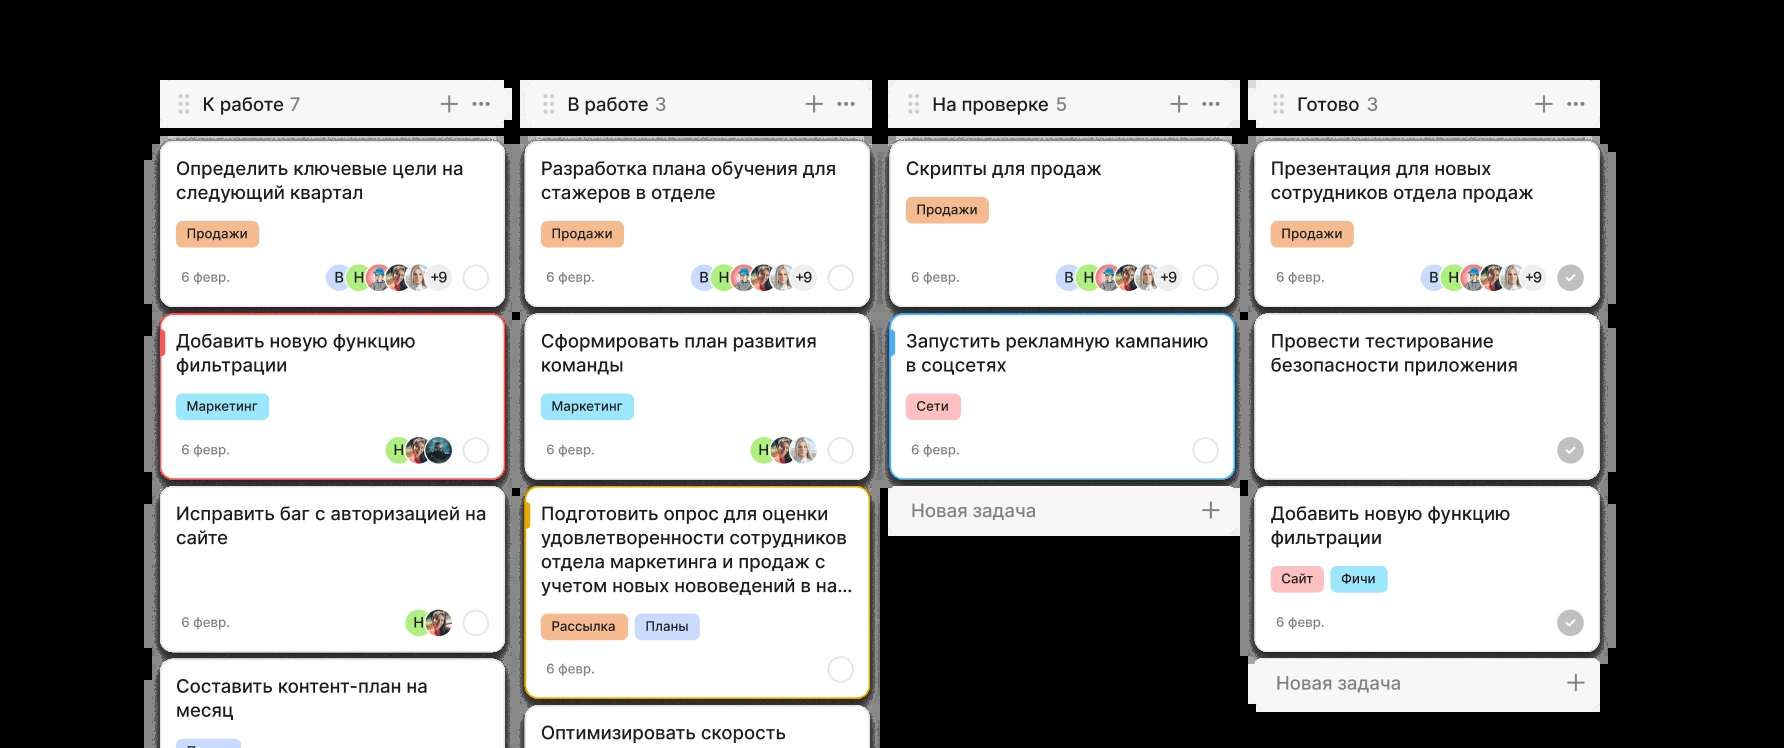 К работе 7
Определить ключевые цели на
следующий квартал
Продажи
6 февр.
В Н +9
Добавить новую функцию
фильтрации
Маркетинг
6 февр.
Н
Исправить баг с авторизацией на
сайте
6 февр.
Н
Составить контент-план на
месяц
В работе 3
Разработка плана обучения для
стажеров в отделе
Продажи
6 февр.
В Н +9
Сформировать план развития
команды
Маркетинг
6 февр.
Н
Подготовить опрос для оценки
удовлетворенности сотрудников
отдела маркетинга и продаж с
учетом новых нововедений в на...
Рассылка Планы
6 февр.
Оптимизировать скорость
На проверке 5
Скрипты для продаж
Продажи
6 февр.
В Н +9
Запустить рекламную кампанию
в соцсетях
Сети
6 февр.
Новая задача
Готово 3
Презентация для новых
сотрудников отдела продаж
Продажи
6 февр.
В Н +9
Провести тестирование
безопасности приложения
Добавить новую функцию
фильтрации
Сайт Фичи
6 февр.
Новая задача